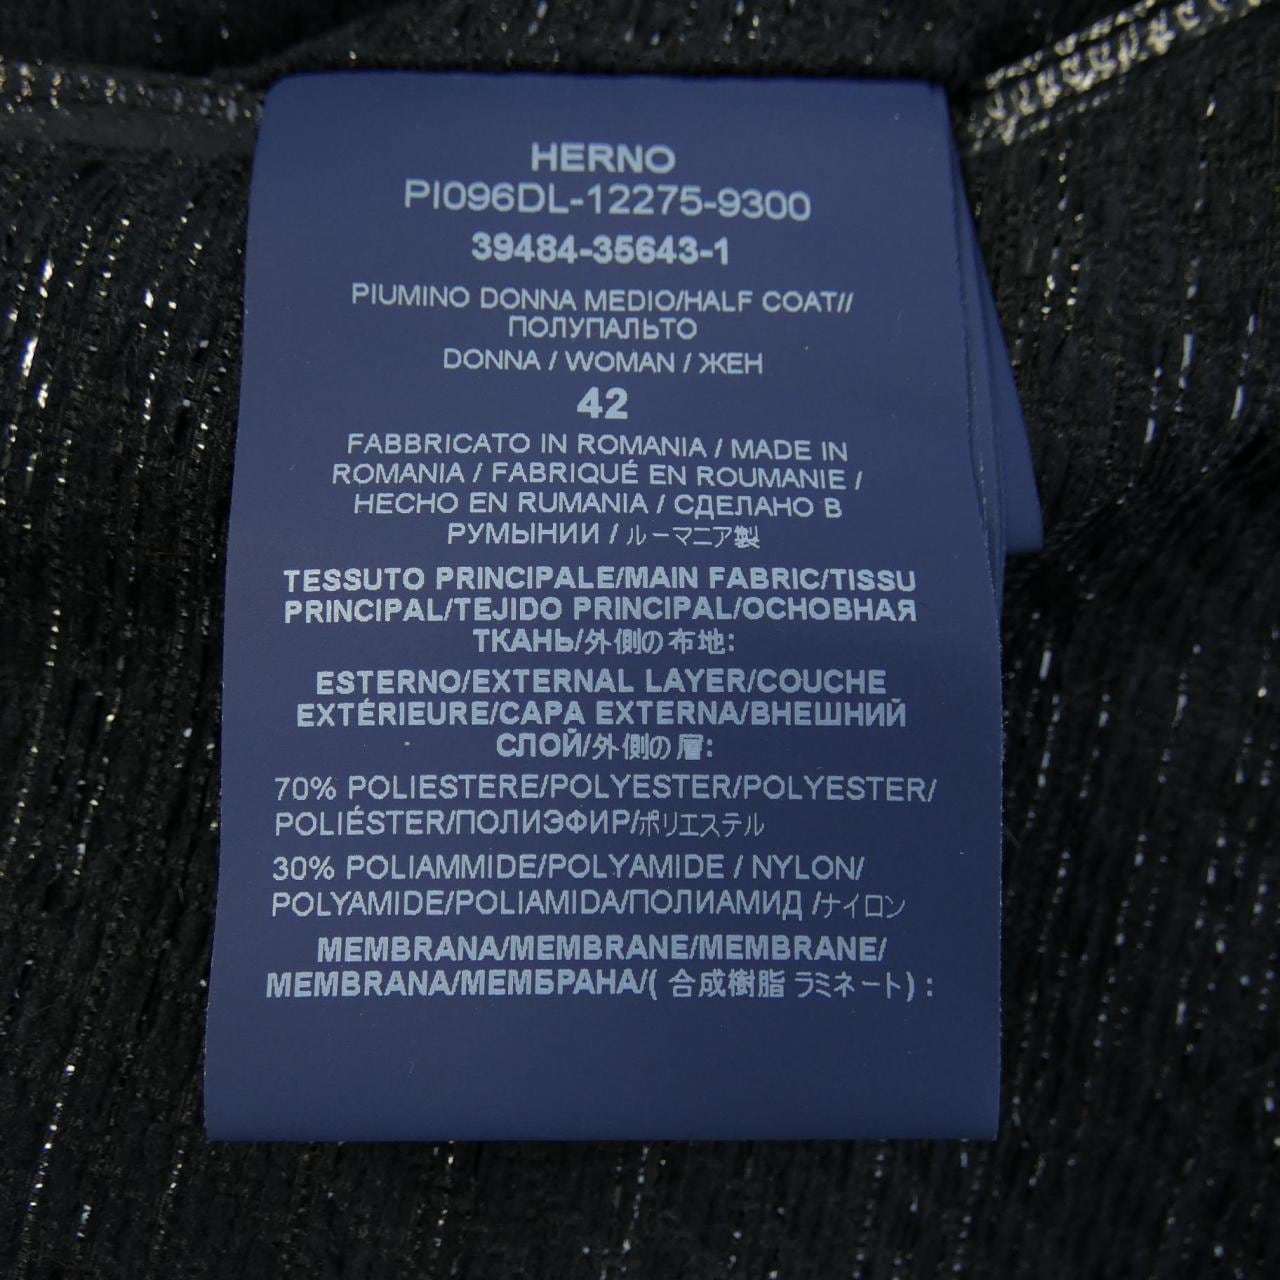 HERNO
PI096DL-12275-9300
39484-35643-1
PIUMINO DONNA MEDIO/HALF COAT//
ПОЛУПАЛЬТО
DONNA / WOMAN / ЖЕН
42
FABBRICATO IN ROMANIA / MADE IN
ROMANIA / FABRIQUÉ EN ROUMANIE /
HECHO EN RUMANIA / СДЕЛАНО В
РУМЫНИИ / ルーマニア製
TESSUTO PRINCIPALE/MAIN FABRIC/TISSU
PRINCIPAL/TEJIDO PRINCIPAL/ОСНОВНАЯ
ТКАНЬ/外側の布地:
ESTERNO/EXTERNAL LAYER/COUCHE
EXTÉRIEURE/CAPA EXTERNA/ВНЕШНИЙ
СЛОЙ/外側の層:
70% POLIESTERE/POLYESTER/POLYESTER/
POLIÉSTER/ПОЛИЭФИР/ポリエステル
30% POLIAMMIDE/POLYAMIDE / NYLON/
POLYAMIDE/POLIAMIDA/ПОЛИАМИД /ナイロン
MEMBRANA/MEMBRANE/MEMBRANE/
MEMBRANA/МЕМБРАНА/( 合成樹脂 ラミネート) :